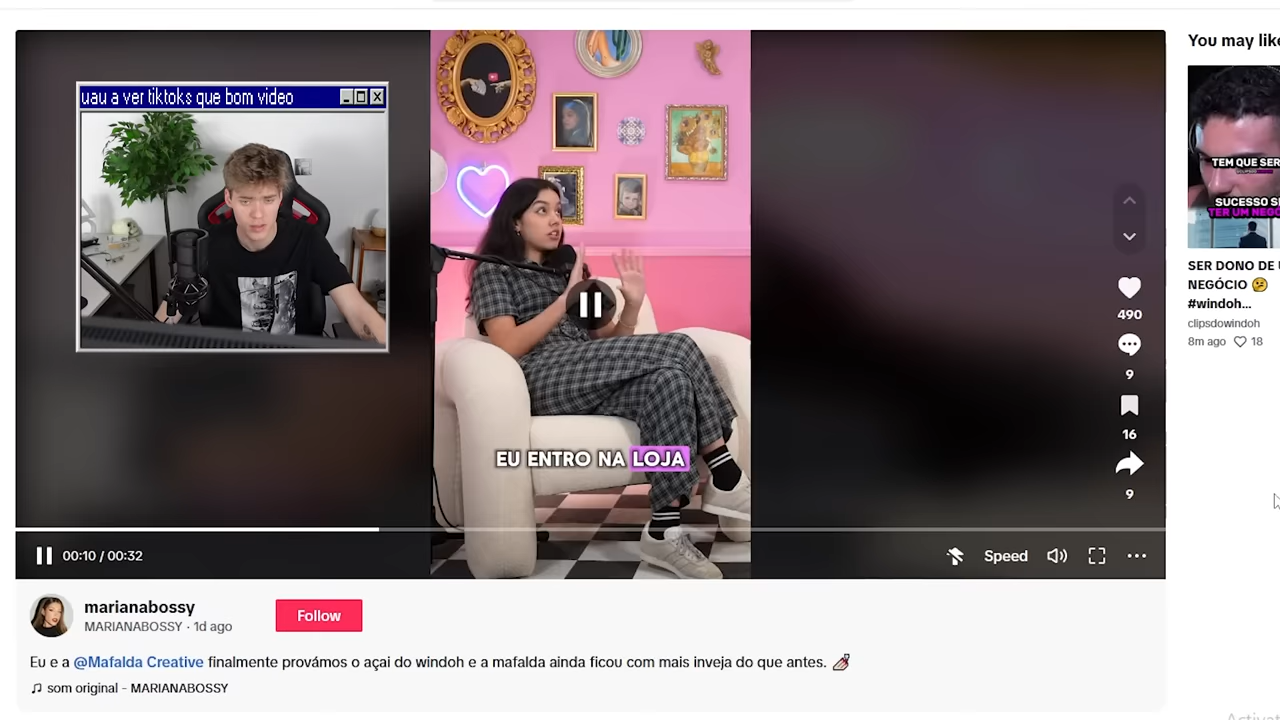 You may like
uau a ver tiktoks que bom video
TEM QUE SER
SUCESSO
TER UM
EU ENTRO NA LOJA
SER DONO DE
NEGÓCIO 🤔
#windoh...
clipsdowindoh
8m ago 18
490
9
16
9
00:10 / 00:32
Speed
marianabossy
MARIANABOSSY · 1d ago
Follow
Eu e a @Mafalda Creative finalmente provámos o açai do windoh e a mafalda ainda ficou com mais inveja do que antes. 💅
som original - MARIANABOSSY